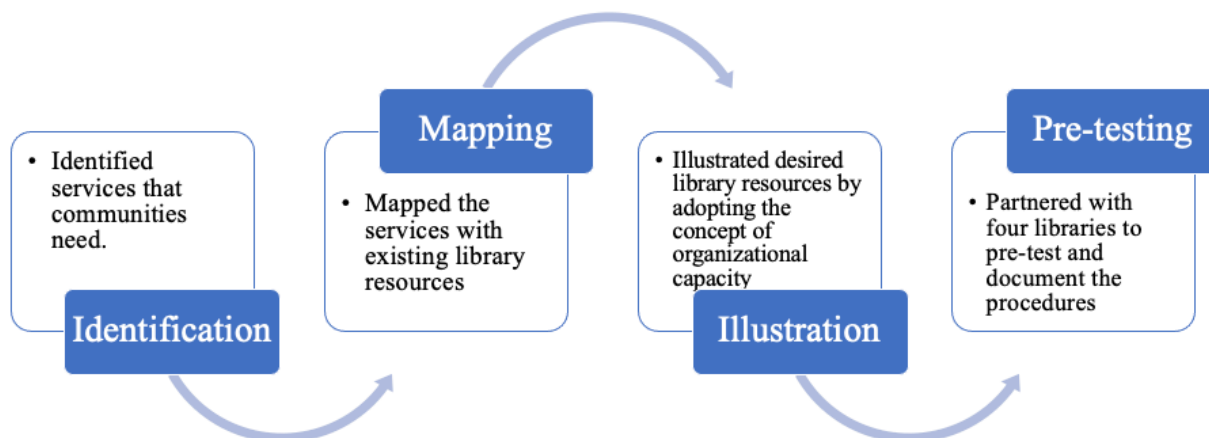 • Identified
services that
communities
need.
Identification
Mapping
• Mapped the
services with
existing library
resources
• Illustrated desired
library resources by
adopting the
concept of
organizational
capacity
Illustration
Pre-testing
• Partnered with
four libraries to
pre-test and
document the
procedures